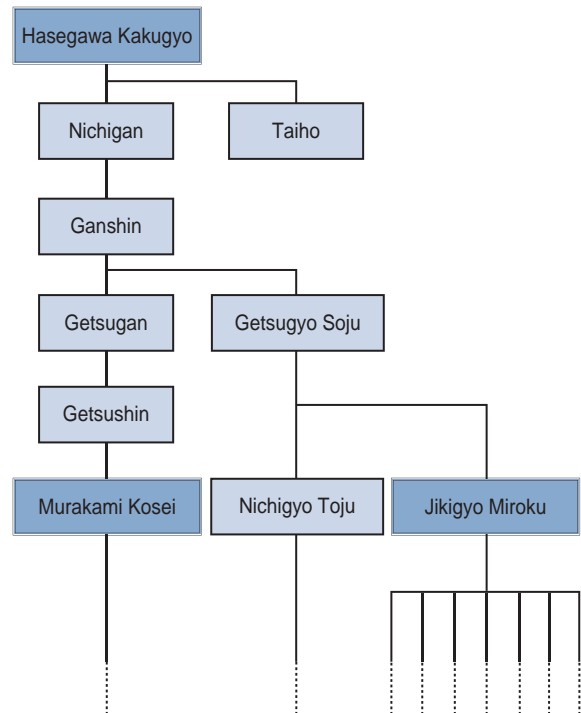 Hasegawa Kakugyo
Nichigan
Taiho
Ganshin
Getsugan
Getsugyo Soju
Getsushin
Murakami Kosei
Nichigyo Toju
Jikigyo Miroku